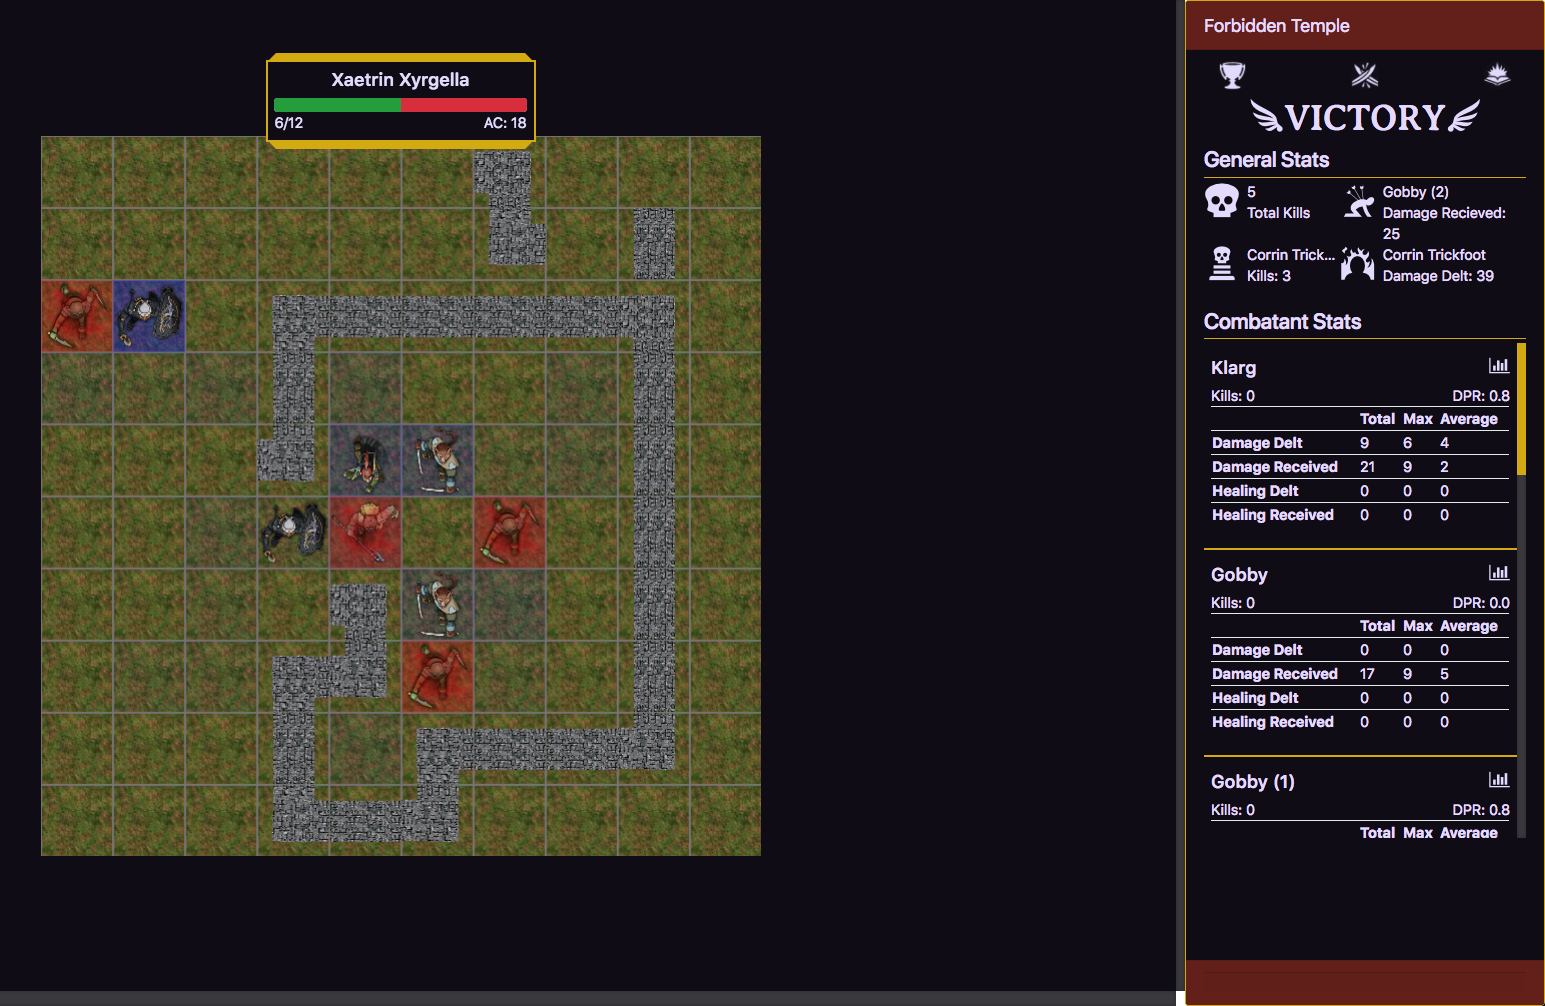 Xaetrin Xyrgella
6/12 AC: 18
Forbidden Temple
VICTORY
General Stats
5
Total Kills
Gobby (2)
Damage Recieved:
25
Corrin Trick...
Kills: 3
Corrin Trickfoot
Damage Delt: 39
Combatant Stats
Klarg
Kills: 0 DPR: 0.8
Total Max Average
Damage Delt 9 6 4
Damage Received 21 9 2
Healing Delt 0 0 0
Healing Received 0 0 0
Gobby
Kills: 0 DPR: 0.0
Total Max Average
Damage Delt 0 0 0
Damage Received 17 9 5
Healing Delt 0 0 0
Healing Received 0 0 0
Gobby (1)
Kills: 0 DPR: 0.8
Total Max Average